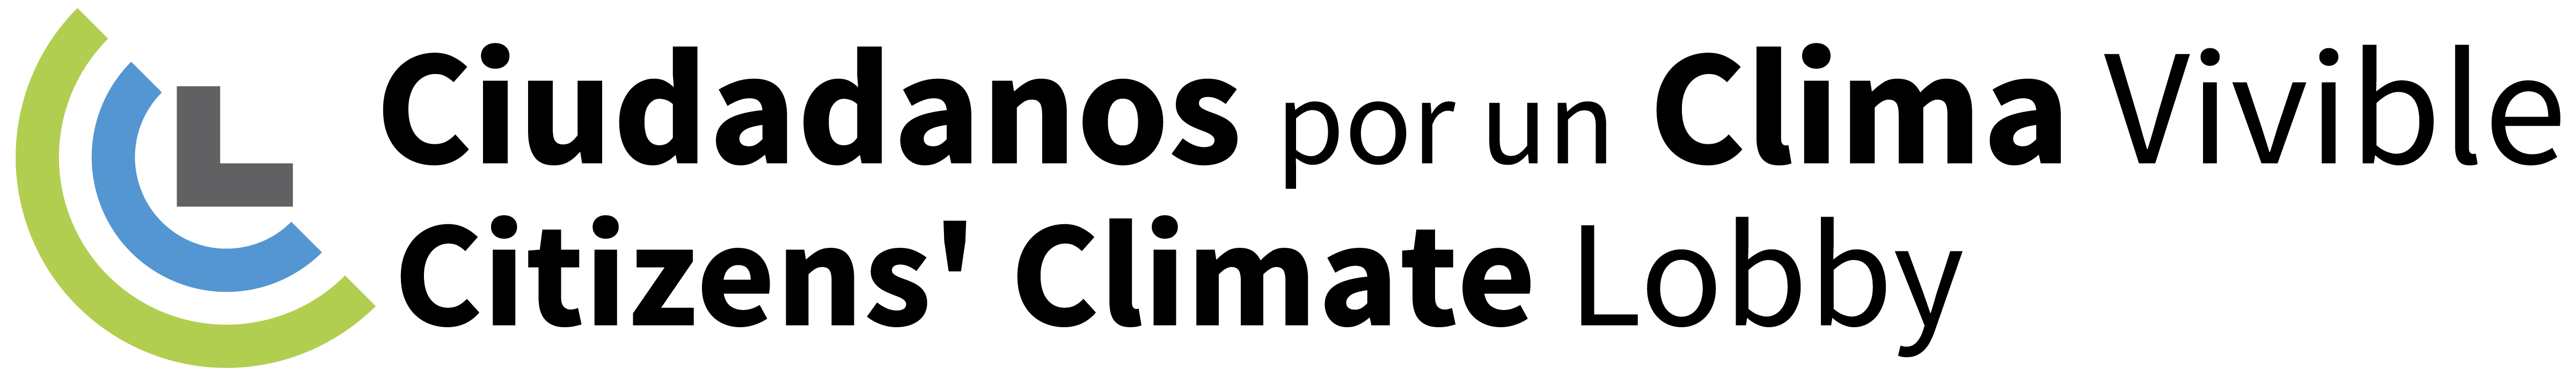 Ciudadanos por un Clima Vivible
Citizens' Climate Lobby